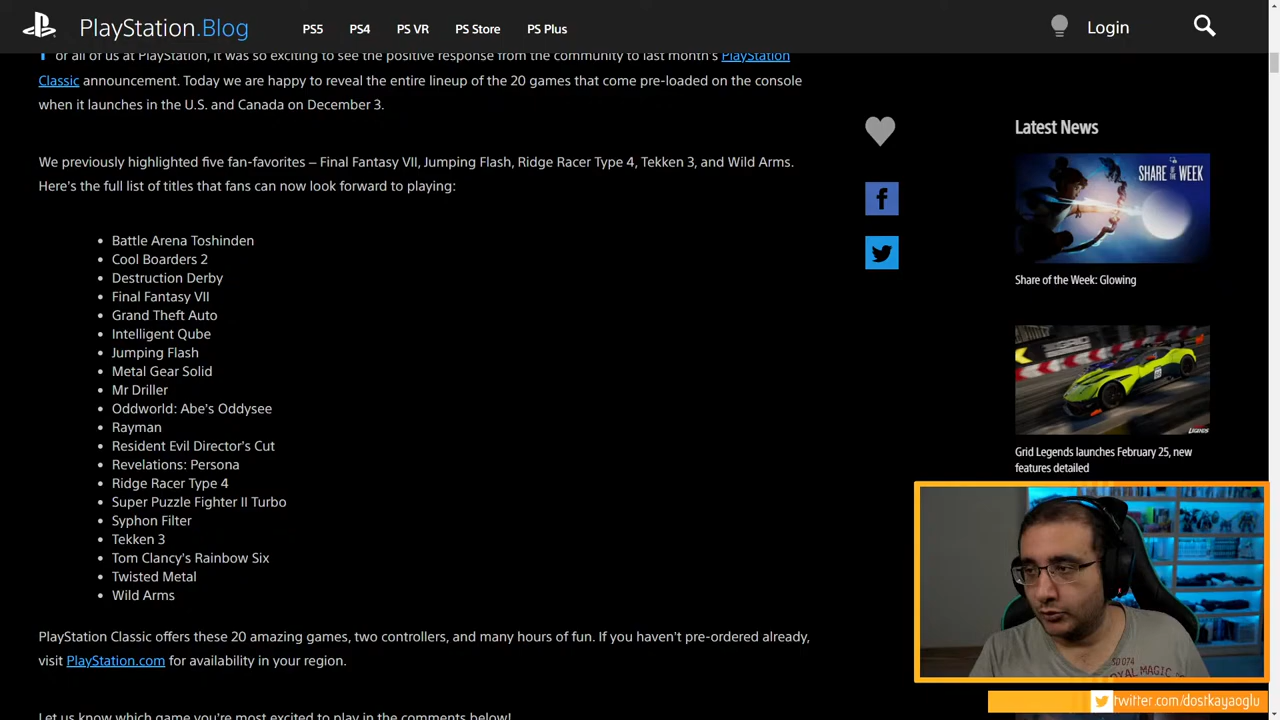 PlayStation.Blog
PS5
PS4
PS VR
PS Store
PS Plus
Login
or all of us at PlayStation, it was so exciting to see the positive response from the community to last month's PlayStation
Classic announcement. Today we are happy to reveal the entire lineup of the 20 games that come pre-loaded on the console
when it launches in the U.S. and Canada on December 3.
We previously highlighted five fan-favorites – Final Fantasy VII, Jumping Flash, Ridge Racer Type 4, Tekken 3, and Wild Arms.
Here's the full list of titles that fans can now look forward to playing:
• Battle Arena Toshinden
• Cool Boarders 2
• Destruction Derby
• Final Fantasy VII
• Grand Theft Auto
• Intelligent Qube
• Jumping Flash
• Metal Gear Solid
• Mr Driller
• Oddworld: Abe's Oddysee
• Rayman
• Resident Evil Director's Cut
• Revelations: Persona
• Ridge Racer Type 4
• Super Puzzle Fighter II Turbo
• Syphon Filter
• Tekken 3
• Tom Clancy's Rainbow Six
• Twisted Metal
• Wild Arms
PlayStation Classic offers these 20 amazing games, two controllers, and many hours of fun. If you haven't pre-ordered already,
visit PlayStation.com for availability in your region.
Let us know which game you're most excited to play in the comments below!
Latest News
SHARE OF
THE WEEK
Share of the Week: Glowing
LEGENDS
Grid Legends launches February 25, new
features detailed
SD 074
ROYAL MAGIC
twitter.com/dostkayaoglu